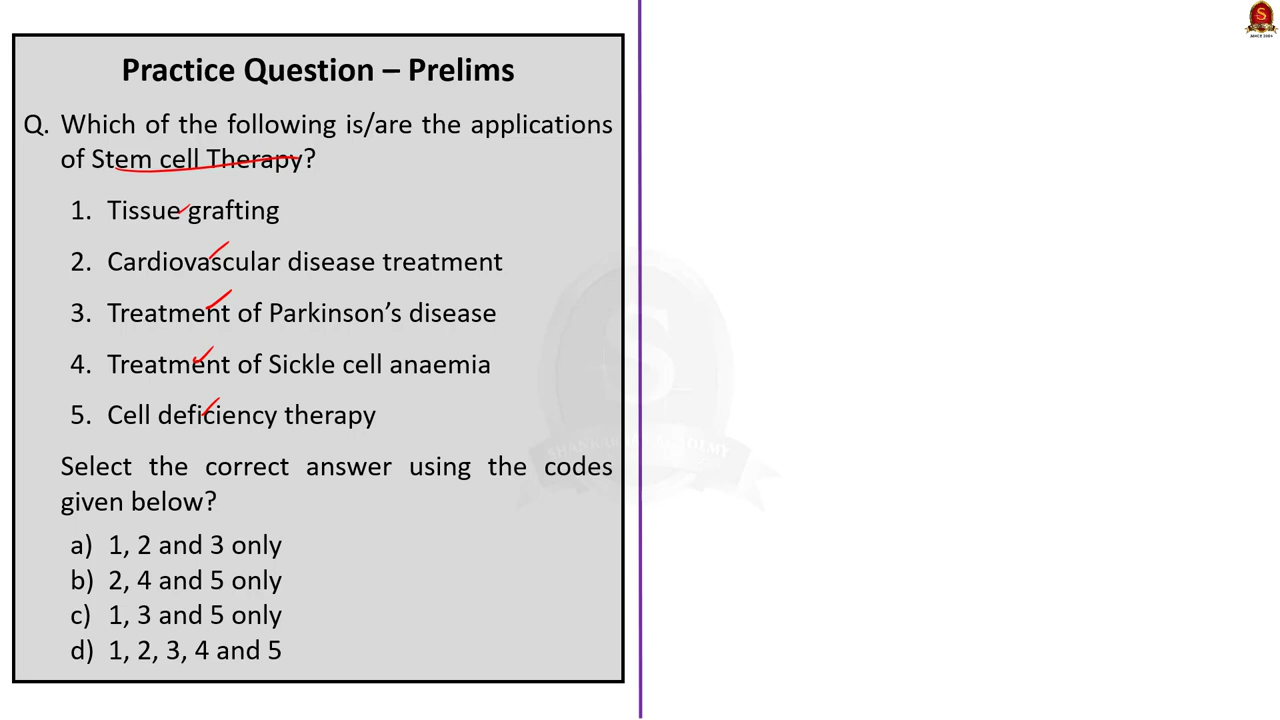 Practice Question – Prelims
Q. Which of the following is/are the applications
of Stem cell Therapy?
1. Tissue grafting
2. Cardiovascular disease treatment
3. Treatment of Parkinson’s disease
4. Treatment of Sickle cell anaemia
5. Cell deficiency therapy
Select the correct answer using the codes
given below?
a) 1, 2 and 3 only
b) 2, 4 and 5 only
c) 1, 3 and 5 only
d) 1, 2, 3, 4 and 5
S
SINCE 2004
S